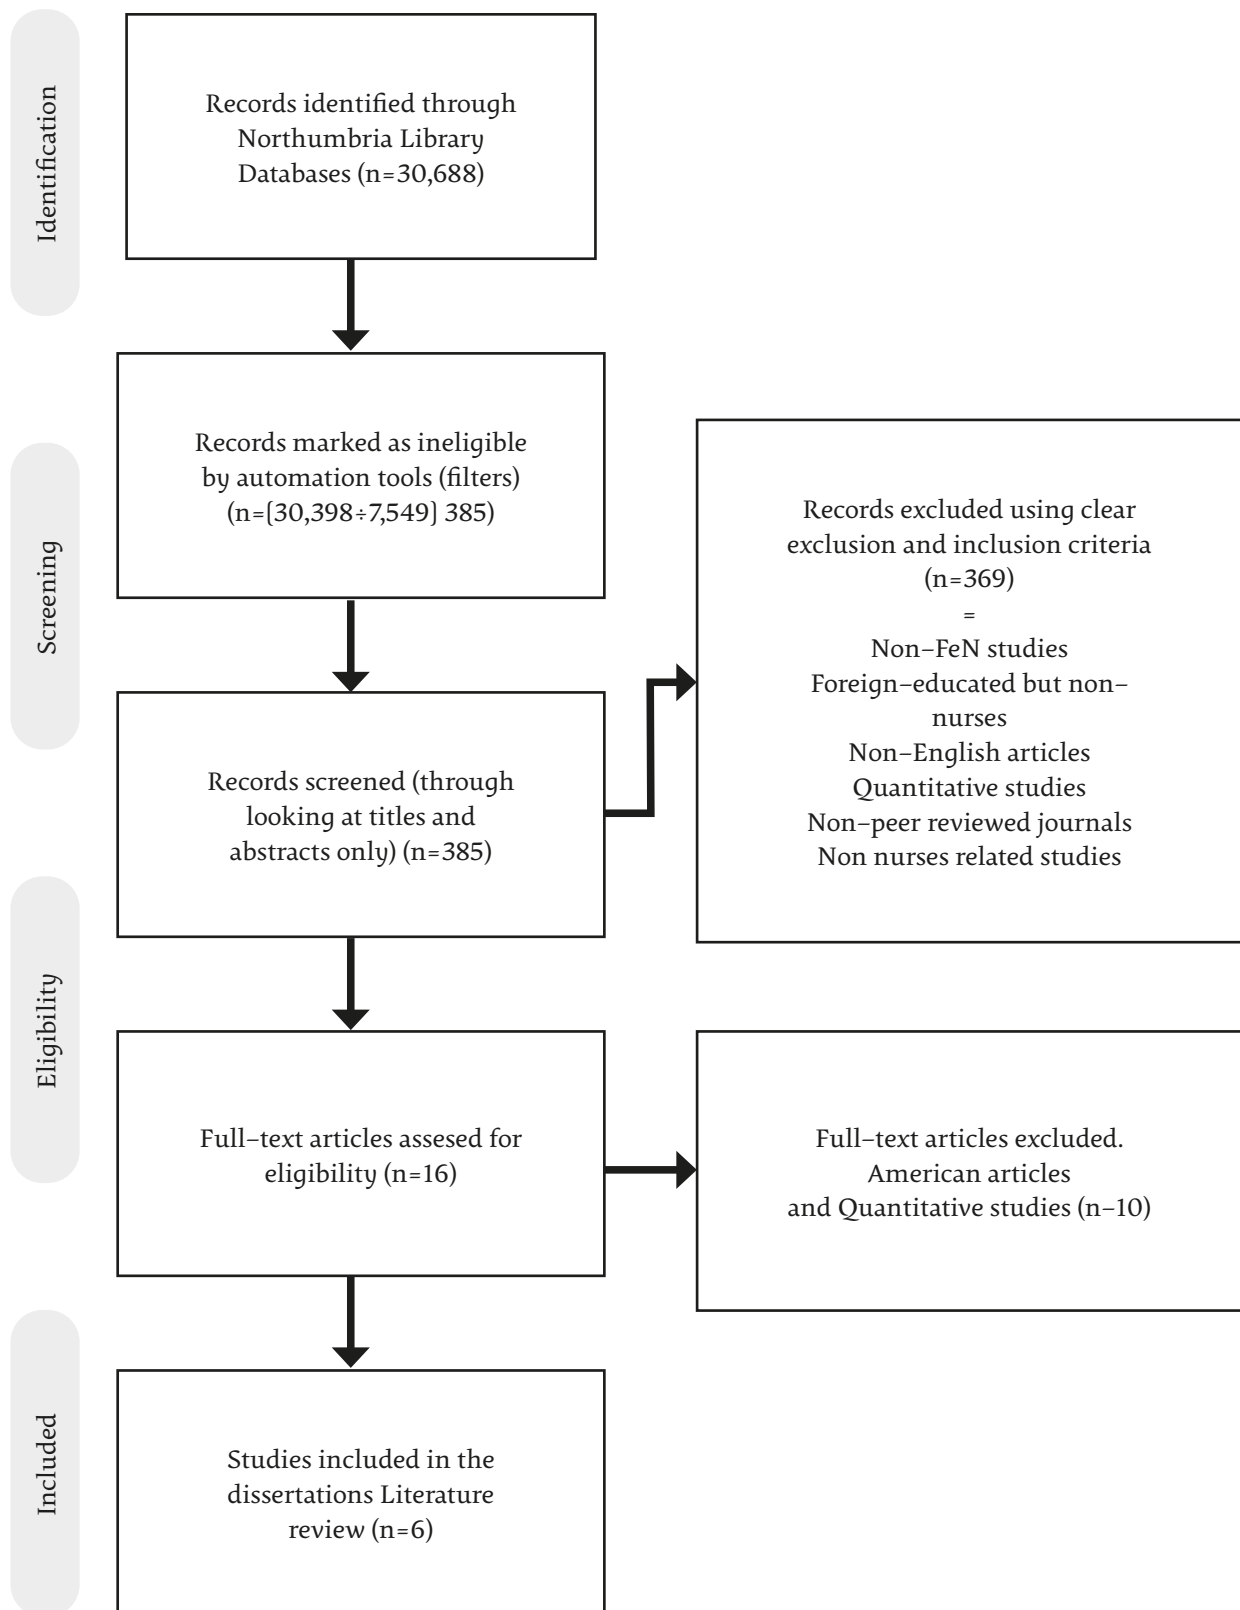 Identification
Records identified through
Northumbria Library
Databases (n=30,688)
Screening
Records marked as ineligible
by automation tools (filters)
(n=[30,398÷7,549] 385)
Records screened (through
looking at titles and
abstracts only) (n=385)
Records excluded using clear
exclusion and inclusion criteria
(n=369)
=
Non–FeN studies
Foreign–educated but non–
nurses
Non–English articles
Quantitative studies
Non–peer reviewed journals
Non nurses related studies
Eligibility
Full–text articles assesed for
eligibility (n=16)
Full–text articles excluded.
American articles
and Quantitative studies (n–10)
Included
Studies included in the
dissertations Literature
review (n=6)